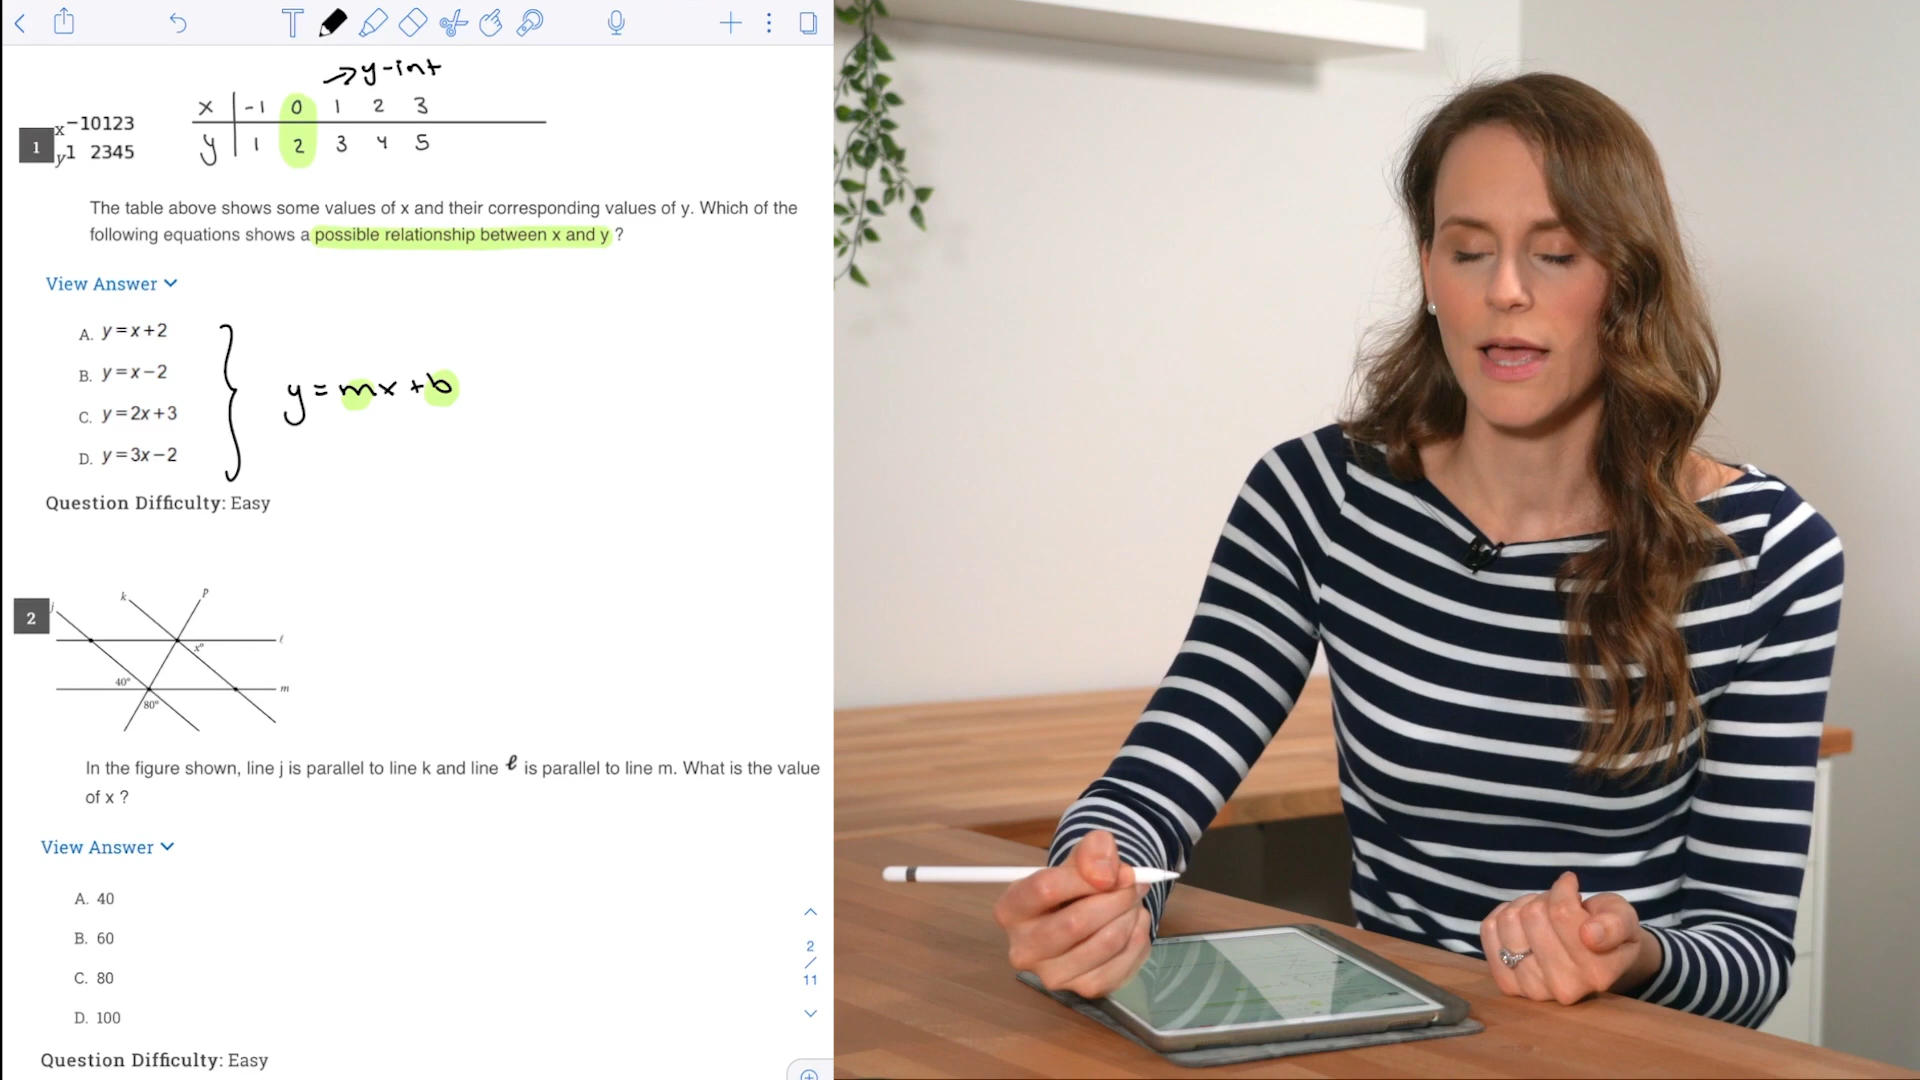 → y-int
x -1 0 1 2 3
y 1 2 3 4 5
1
x−10123
y1 2345
The table above shows some values of x and their corresponding values of y. Which of the
following equations shows a possible relationship between x and y ?
View Answer
A. y=x+2
B. y=x−2
C. y=2x+3
D. y=3x−2
y = mx + b
Question Difficulty: Easy
2
j
k
p
ℓ
x°
40°
m
80°
In the figure shown, line j is parallel to line k and line ℓ is parallel to line m. What is the value
of x ?
View Answer
A. 40
B. 60
C. 80
D. 100
2
/
11
Question Difficulty: Easy